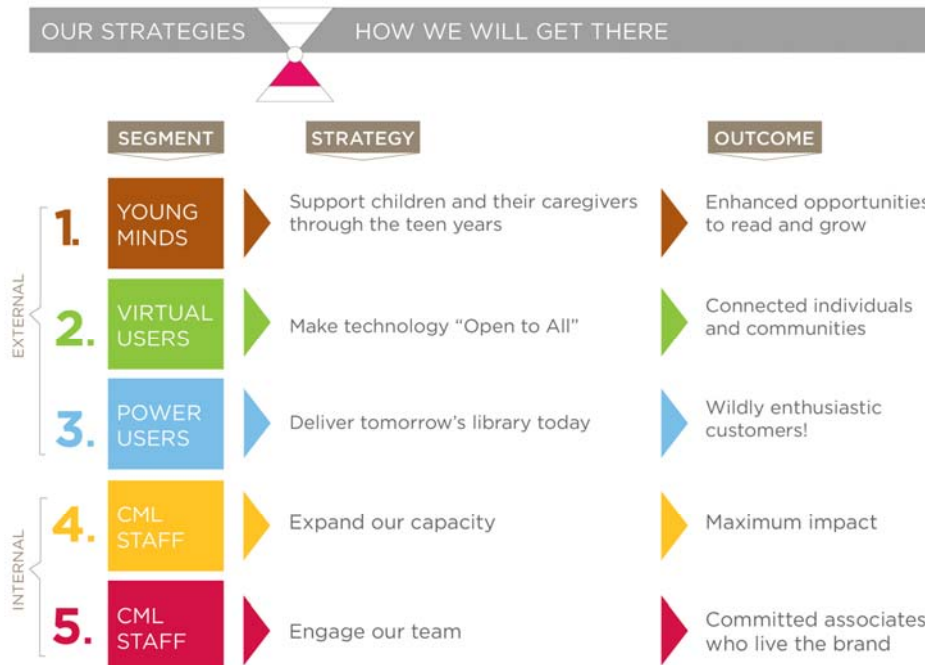 OUR STRATEGIES
HOW WE WILL GET THERE
SEGMENT
STRATEGY
OUTCOME
EXTERNAL
1.
YOUNG
MINDS
Support children and their caregivers
through the teen years
Enhanced opportunities
to read and grow
2.
VIRTUAL
USERS
Make technology “Open to All”
Connected individuals
and communities
3.
POWER
USERS
Deliver tomorrow’s library today
Wildly enthusiastic
customers!
INTERNAL
4.
CML
STAFF
Expand our capacity
Maximum impact
5.
CML
STAFF
Engage our team
Committed associates
who live the brand